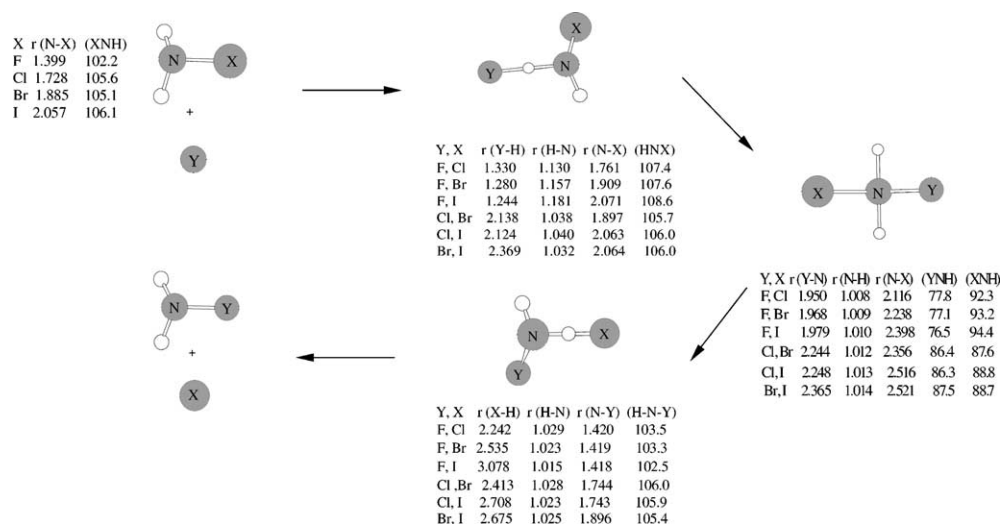 X r (N-X) (XNH)
F 1.399 102.2
Cl 1.728 105.6
Br 1.885 105.1
I 2.057 106.1
N
X
+
Y
X
Y
N
Y, X r (Y-H) r (H-N) r (N-X) (HNX)
F, Cl 1.330 1.130 1.761 107.4
F, Br 1.280 1.157 1.909 107.6
F, I 1.244 1.181 2.071 108.6
Cl, Br 2.138 1.038 1.897 105.7
Cl, I 2.124 1.040 2.063 106.0
Br, I 2.369 1.032 2.064 106.0
X
N
Y
Y, X r (Y-N) r (N-H) r (N-X) (YNH) (XNH)
F, Cl 1.950 1.008 2.116 77.8 92.3
F, Br 1.968 1.009 2.238 77.1 93.2
F, I 1.979 1.010 2.398 76.5 94.4
Cl, Br 2.244 1.012 2.356 86.4 87.6
Cl, I 2.248 1.013 2.516 86.3 88.8
Br, I 2.365 1.014 2.521 87.5 88.7
N
X
Y
Y, X r (X-H) r (H-N) r (N-Y) (H-N-Y)
F, Cl 2.242 1.029 1.420 103.5
F, Br 2.535 1.023 1.419 103.3
F, I 3.078 1.015 1.418 102.5
Cl ,Br 2.413 1.028 1.744 106.0
Cl, I 2.708 1.023 1.743 105.9
Br, I 2.675 1.025 1.896 105.4
N
Y
+
X